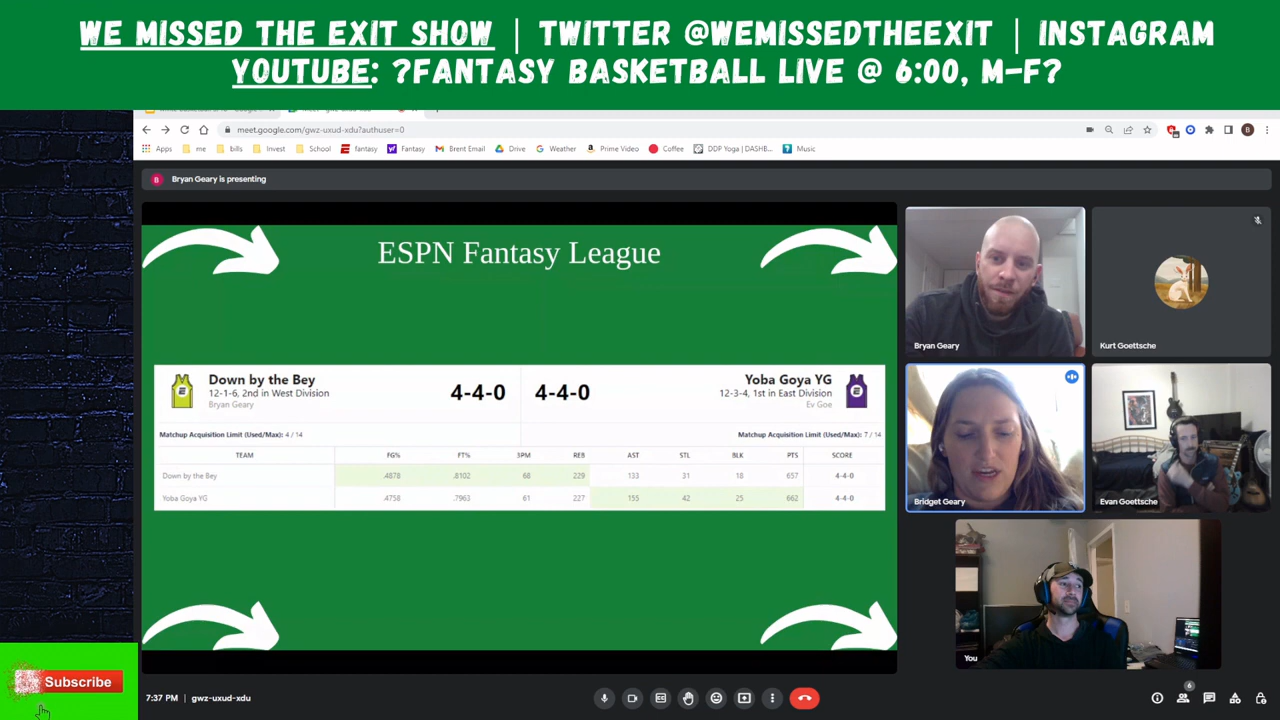 WE MISSED THE EXIT SHOW | TWITTER @WEMISSEDTHEEXIT | INSTAGRAM
YOUTUBE: ?FANTASY BASKETBALL LIVE @ 6:00, M-F?
meet.google.com/gwz-uxud-xdu?authuser=0
B
Apps me bills Invest School fantasy Fantasy Brent Email Drive Weather Prime Video Coffee DDP Yoga | DASHB... Music
B Bryan Geary is presenting
ESPN Fantasy League
Down by the Bey 4-4-0 4-4-0 Yoba Goya YG
12-1-6, 2nd in West Division 12-3-4, 1st in East Division
Bryan Geary Ev Goe
Matchup Acquisition Limit (Used/Max): 4 / 14 Matchup Acquisition Limit (Used/Max): 7 / 14
TEAM FG% FT% 3PM REB AST STL BLK PTS SCORE
Down by the Bey .4878 .8102 68 229 133 31 18 657 4-4-0
Yoba Goya YG .4758 .7963 61 227 155 42 25 662 4-4-0
Bryan Geary
Kurt Goettsche
Bridget Geary
Evan Goettsche
You
Subscribe
7:37 PM | gwz-uxud-xdu
6